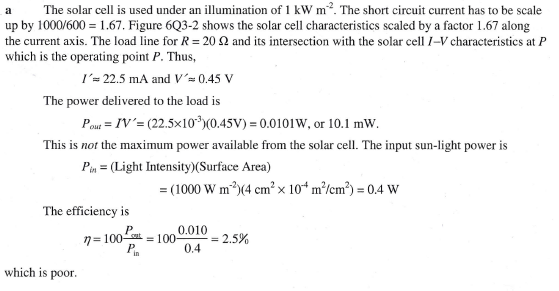 a The solar cell is used under an illumination of 1 kW m⁻². The short circuit current has to be scale
up by 1000/600 = 1.67. Figure 6Q3-2 shows the solar cell characteristics scaled by a factor 1.67 along
the current axis. The load line for R = 20 Ω and its intersection with the solar cell I–V characteristics at P
which is the operating point P. Thus,
I′≈ 22.5 mA and V′≈ 0.45 V
The power delivered to the load is
P_out = I′V′= (22.5×10⁻³)(0.45V) = 0.0101W, or 10.1 mW.
This is not the maximum power available from the solar cell. The input sun-light power is
P_in = (Light Intensity)(Surface Area)
= (1000 W m⁻²)(4 cm² × 10⁻⁴ m²/cm²) = 0.4 W
The efficiency is
η = 100 P_out/P_in = 100 0.010/0.4 = 2.5%
which is poor.